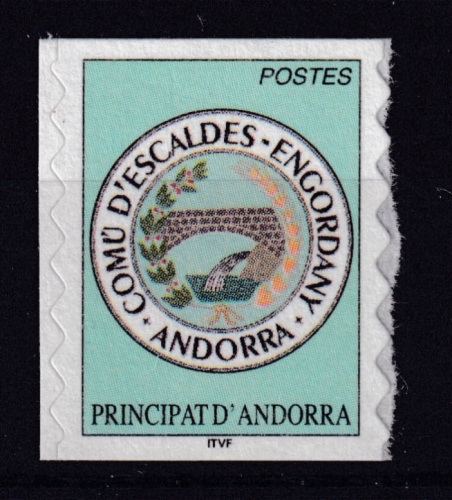 POSTES
COMÚ D'ESCALDES-ENGORDANY
· ANDORRA ·
PRINCIPAT D'ANDORRA
ITVF